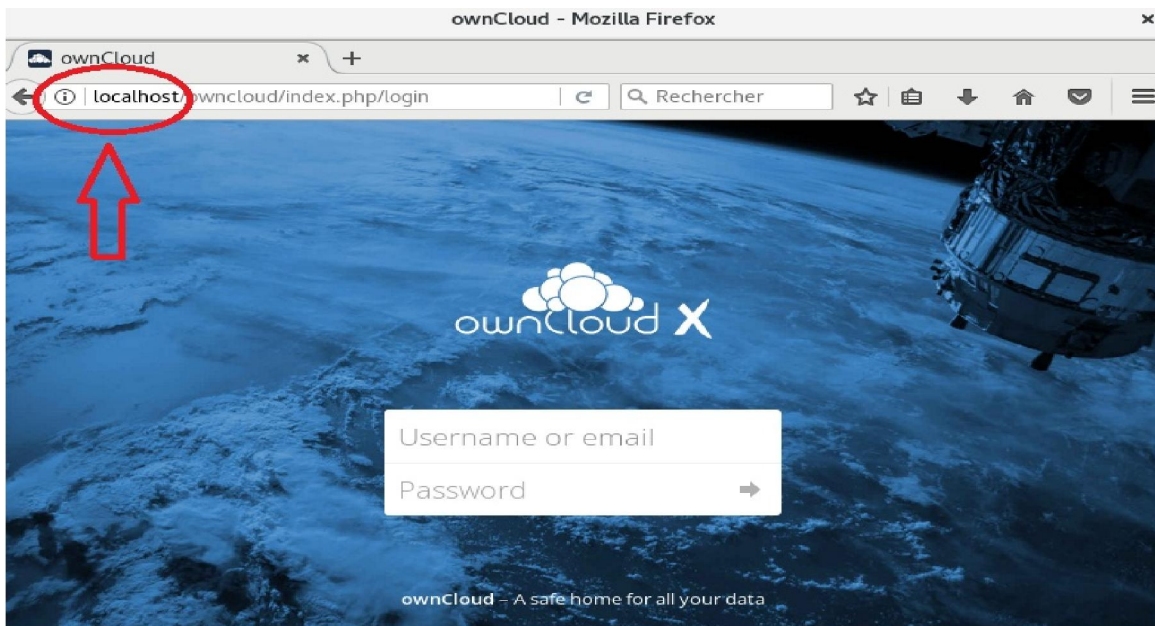 ownCloud - Mozilla Firefox
ownCloud
localhost/owncloud/index.php/login
Rechercher
ownCloud X
Username or email
Password
ownCloud – A safe home for all your data